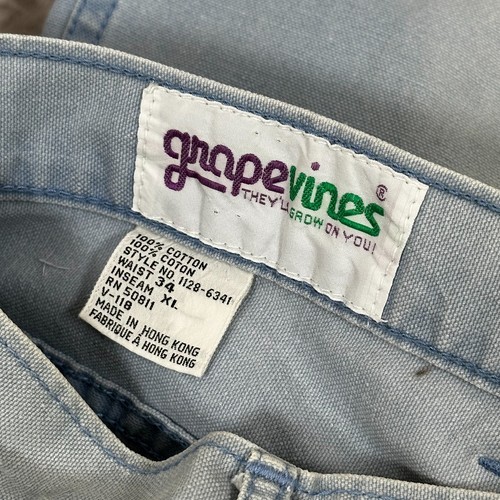 grapevines®
THEY'LL GROW ON YOU!
100% COTTON
100% COTON
STYLE NO. 1128-6341
WAIST 34
INSEAM XL
RN 50811
V-118
MADE IN HONG KONG
FABRIQUE À HONG KONG